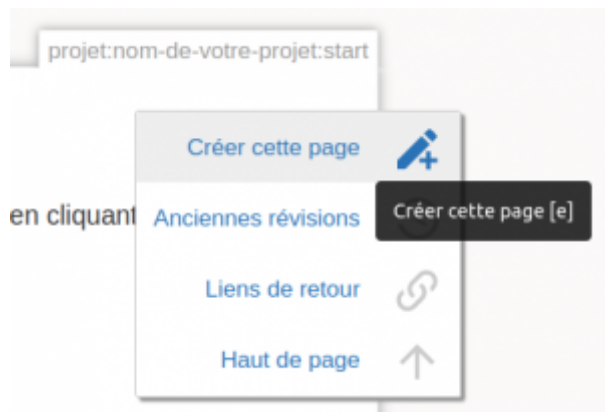 projet:nom-de-votre-projet:start
Créer cette page
en cliquant
Anciennes révisions
Créer cette page [e]
Liens de retour
Haut de page